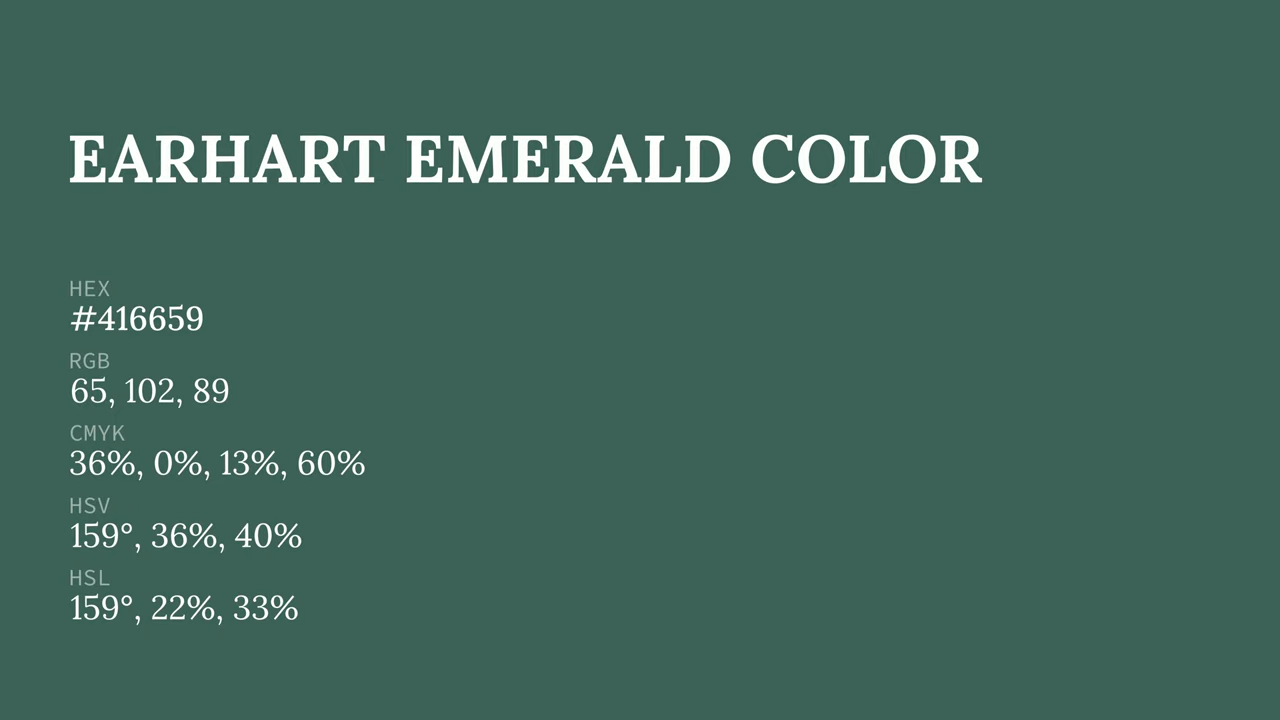 EARHART EMERALD COLOR
HEX
#416659
RGB
65, 102, 89
CMYK
36%, 0%, 13%, 60%
HSV
159°, 36%, 40%
HSL
159°, 22%, 33%